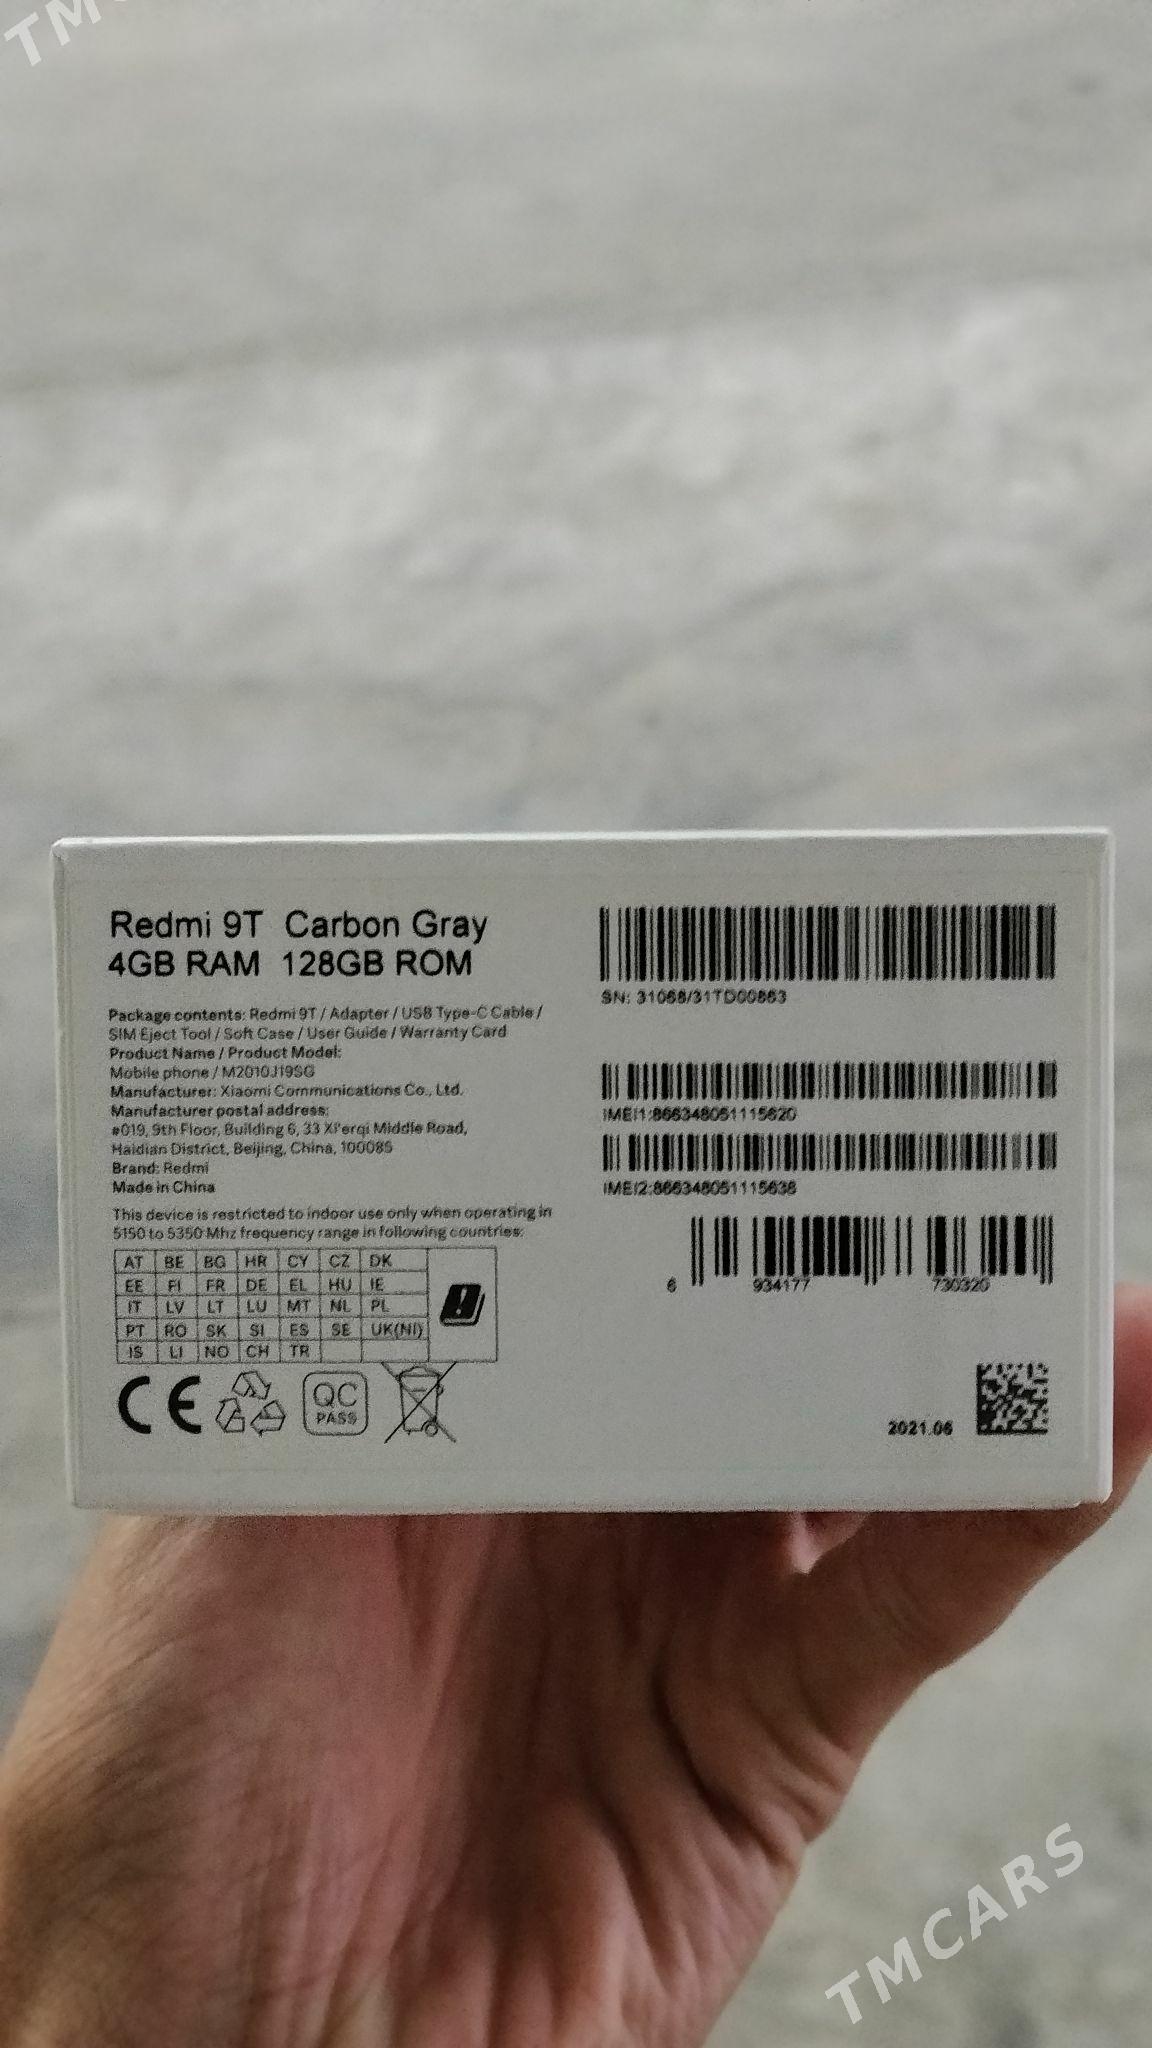 TMC
Redmi 9T Carbon Gray
4GB RAM 128GB ROM
Package contents: Redmi 9T / Adapter / USB Type-C Cable /
SIM Eject Tool / Soft Case / User Guide / Warranty Card
Product Name / Product Model:
Mobile phone / M2010J19SG
Manufacturer: Xiaomi Communications Co., Ltd.
Manufacturer postal address:
#019, 9th Floor, Building 6, 33 Xi'erqi Middle Road,
Haidian District, Beijing, China, 100085
Brand: Redmi
Made in China
This device is restricted to indoor use only when operating in
5150 to 5350 Mhz frequency range in following countries:
AT BE BG HR CY CZ DK
EE FI FR DE EL HU IE
IT LV LT LU MT NL PL
PT RO SK SI ES SE UK(NI)
IS LI NO CH TR
CE
QC
PASS
SN: 31068/31TD00863
IMEI1:866348051115620
IMEI2:866348051115638
6 934177 730320
2021.06
TMCARS